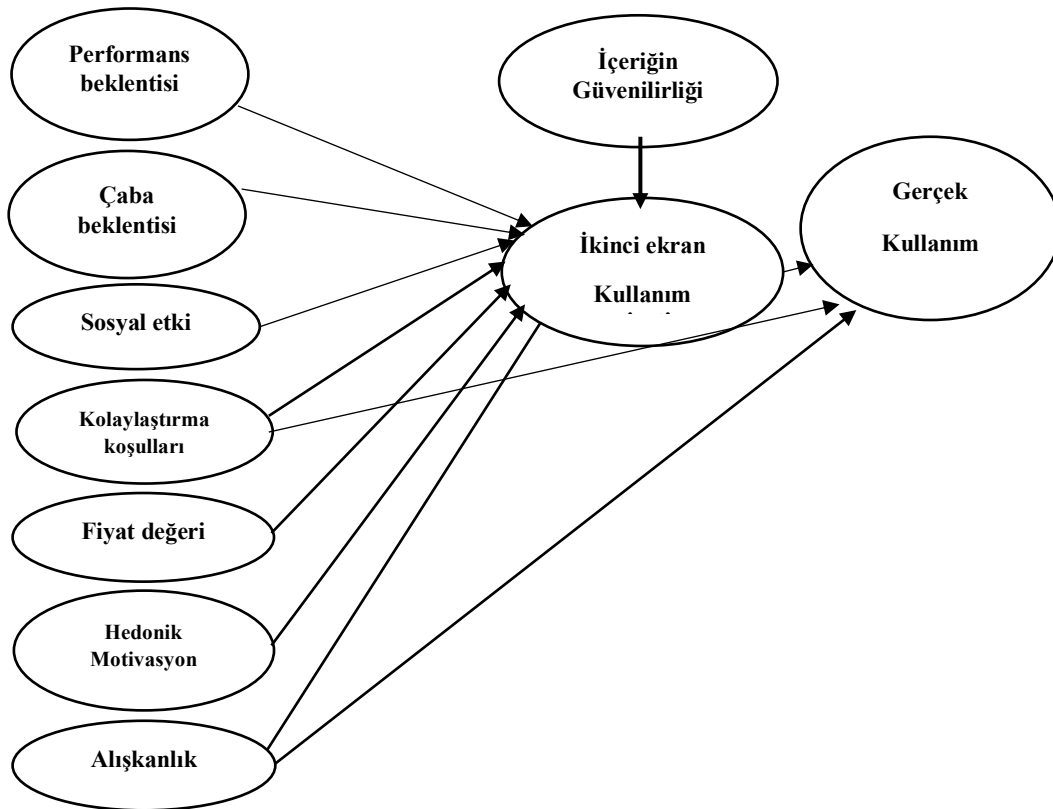 Performans
beklentisi
İçeriğin
Güvenilirliği
Çaba
beklentisi
Gerçek
Kullanım
İkinci ekran
Kullanım
Sosyal etki
Kolaylaştırma
koşulları
Fiyat değeri
Hedonik
Motivasyon
Alışkanlık